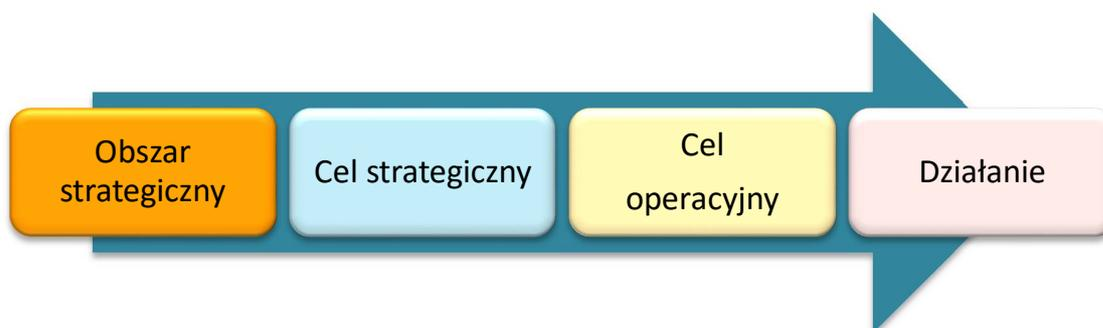 Obszar
strategiczny
Cel strategiczny
Cel
operacyjny
Działanie